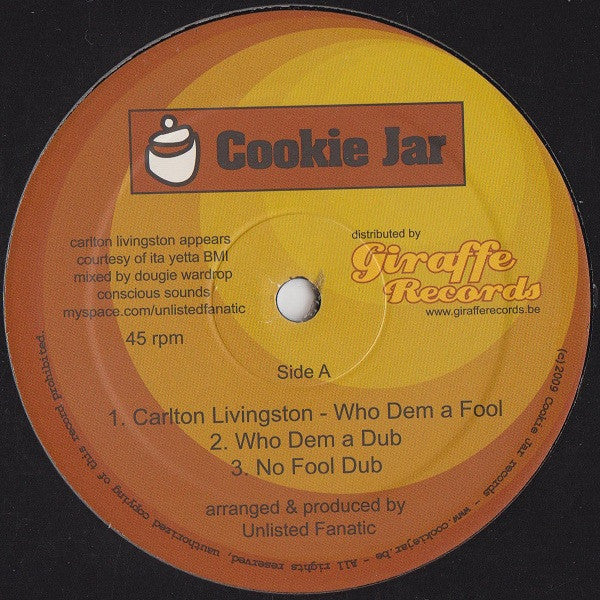 Cookie Jar
carlton livingston appears
courtesy of ita yetta BMI
mixed by dougie wardrop
conscious sounds
myspace.com/unlistedfanatic
45 rpm
distributed by
Giraffe
Records
www.girafferecords.be
Side A
1. Carlton Livingston - Who Dem a Fool
2. Who Dem a Dub
3. No Fool Dub
arranged & produced by
Unlisted Fanatic
(c)2009 Cookie Jar records - www.cookiejar.be - All rights reserved, uauthorised copying of this record prohibited.